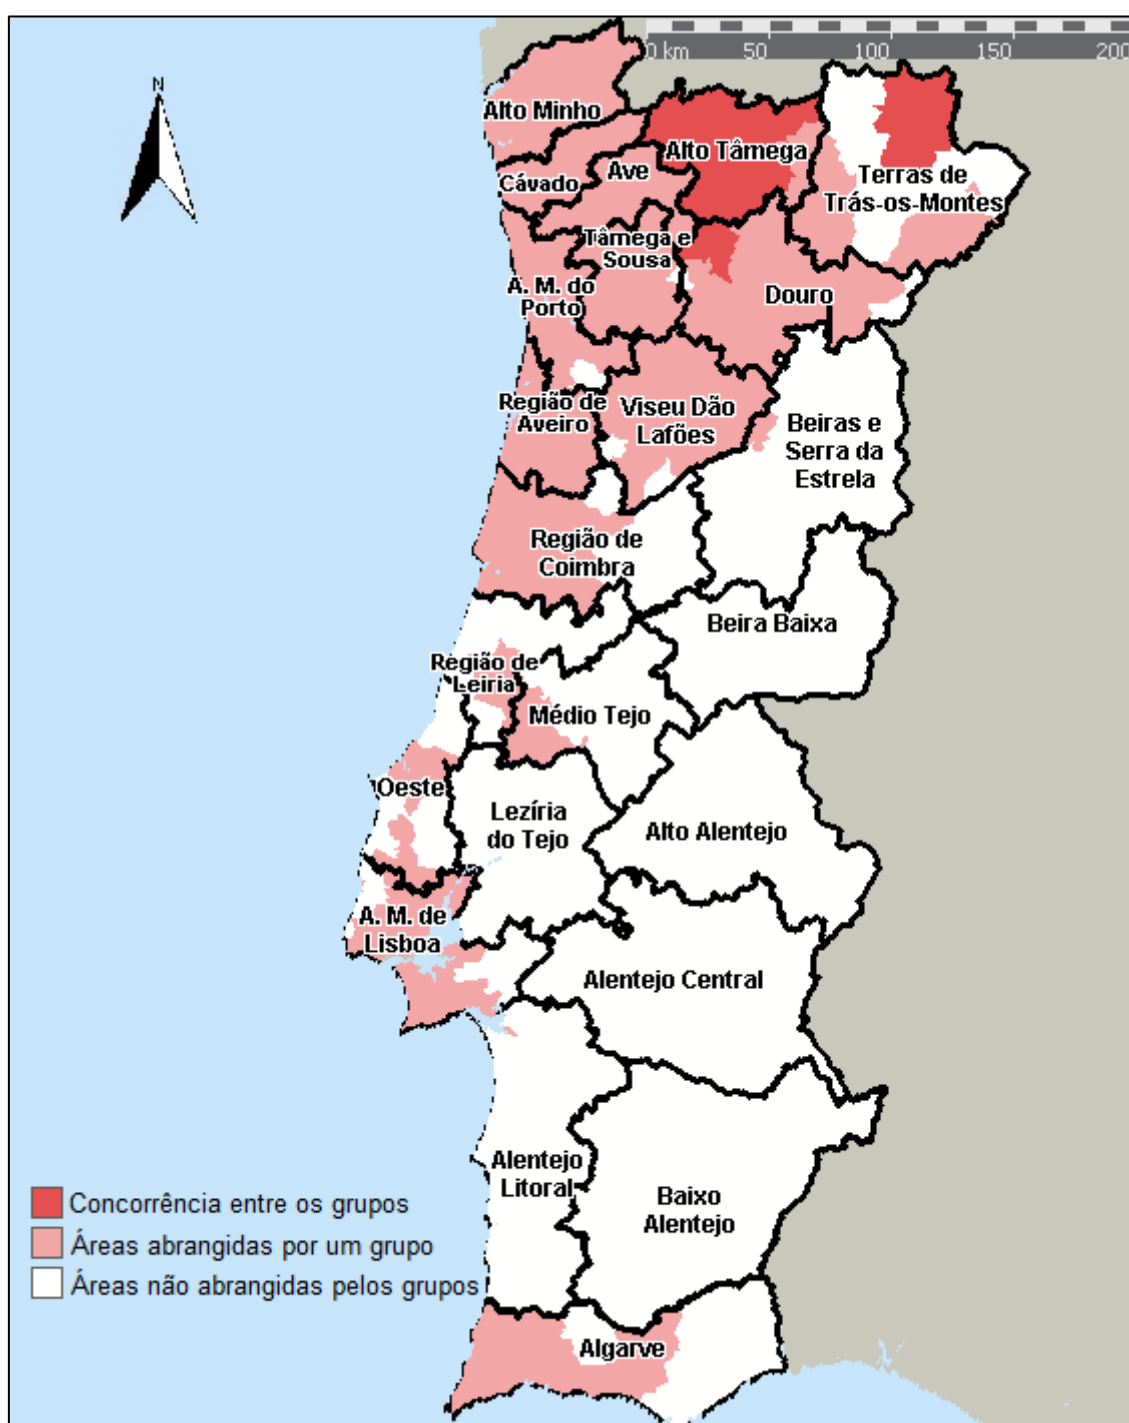 0 km 50 100 150 200
N
Alto Minho
Alto Tâmega
Cávado
Ave
Terras de
Trás-os-Montes
Tâmega e
Sousa
A. M. do
Porto
Douro
Região de
Aveiro
Viseu Dão
Lafões
Beiras e
Serra da
Estrela
Região de
Coimbra
Beira Baixa
Região de
Leiria
Médio Tejo
Oeste
Lezíria
do Tejo
Alto Alentejo
A. M. de
Lisboa
Alentejo Central
Alentejo
Litoral
Baixo
Alentejo
Algarve
Concorrência entre os grupos
Áreas abrangidas por um grupo
Áreas não abrangidas pelos grupos